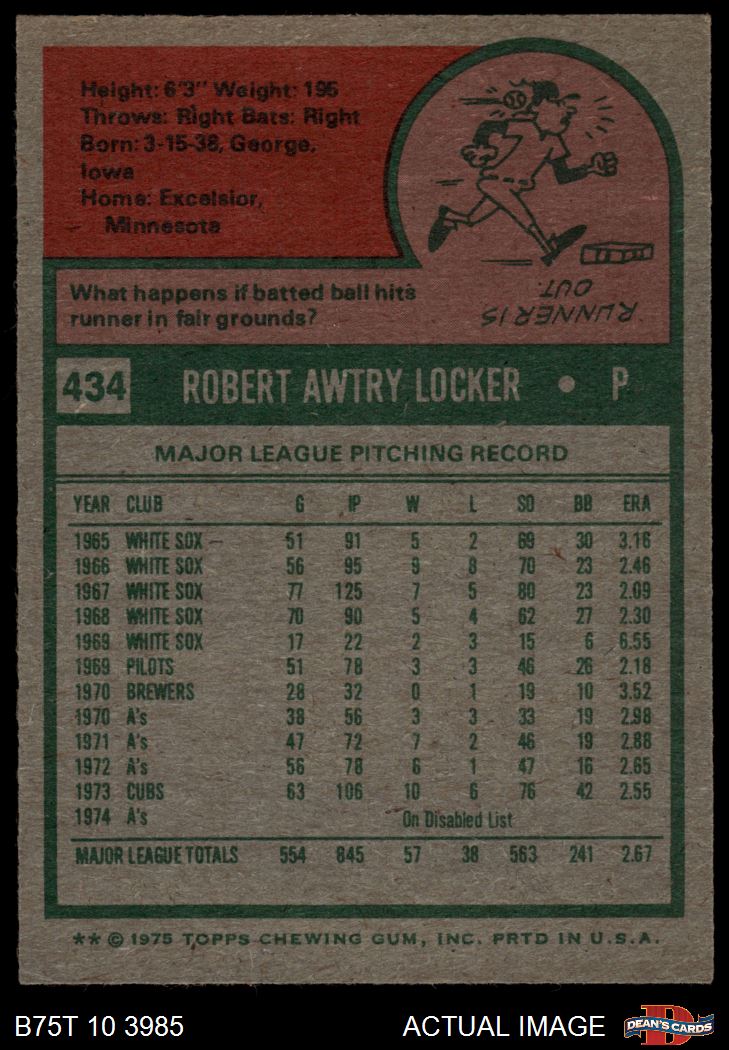 Height: 6'3" Weight: 195
Throws: Right Bats: Right
Born: 3-15-38, George,
Iowa
Home: Excelsior,
Minnesota
What happens if batted ball hits
runner in fair grounds?
RUNNER IS
OUT.
434 ROBERT AWTRY LOCKER • P
MAJOR LEAGUE PITCHING RECORD
YEAR CLUB G IP W L SO BB ERA
1965 WHITE SOX 51 91 5 2 69 30 3.16
1966 WHITE SOX 56 95 9 8 70 23 2.46
1967 WHITE SOX 77 125 7 5 80 23 2.09
1968 WHITE SOX 70 90 5 4 62 27 2.30
1969 WHITE SOX 17 22 2 3 15 6 6.55
1969 PILOTS 51 78 3 3 46 26 2.18
1970 BREWERS 28 32 0 1 19 10 3.52
1970 A's 38 56 3 3 33 19 2.98
1971 A's 47 72 7 2 46 19 2.88
1972 A's 56 78 6 1 47 16 2.65
1973 CUBS 63 106 10 6 76 42 2.55
1974 A's On Disabled List
MAJOR LEAGUE TOTALS 554 845 57 38 563 241 2.67
** © 1975 TOPPS CHEWING GUM, INC. PRTD IN U.S.A.
B75T 10 3985 ACTUAL IMAGE DEAN'S CARDS